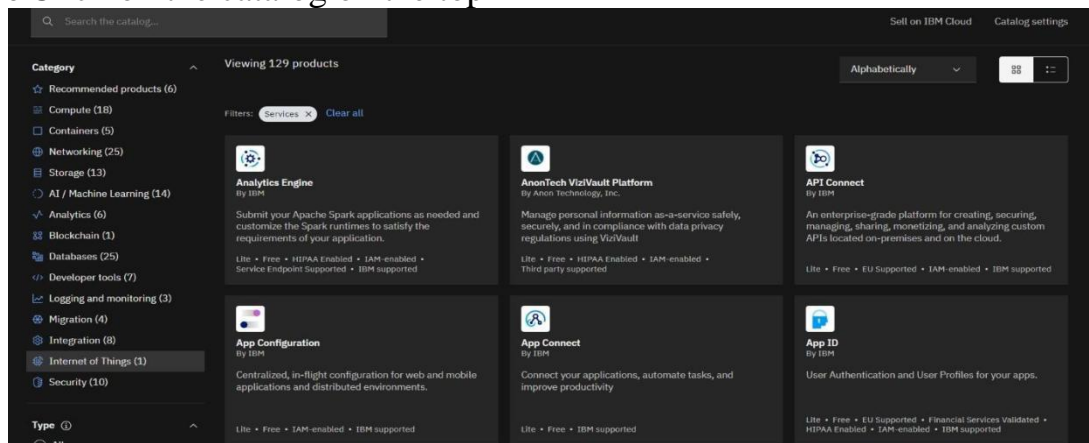 Search the catalog...
Sell on IBM Cloud
Catalog settings
Category
Recommended products (6)
Compute (18)
Containers (5)
Networking (25)
Storage (13)
AI / Machine Learning (14)
Analytics (6)
Blockchain (1)
Databases (25)
Developer tools (7)
Logging and monitoring (3)
Migration (4)
Integration (8)
Internet of Things (1)
Security (10)
Type
Viewing 129 products
Alphabetically
Filters: Services × Clear all
Analytics Engine
By IBM
Submit your Apache Spark applications as needed and
customize the Spark runtimes to satisfy the
requirements of your application.
Lite • Free • HIPAA Enabled • IAM-enabled •
Service Endpoint Supported • IBM supported
AnonTech ViziVault Platform
By Anon Technology, Inc.
Manage personal information as-a-service safely,
securely, and in compliance with data privacy
regulations using ViziVault
Lite • Free • HIPAA Enabled • IAM-enabled •
Third party supported
API Connect
By IBM
An enterprise-grade platform for creating, securing,
managing, sharing, monetizing, and analyzing custom
APIs located on-premises and on the cloud.
Lite • Free • EU Supported • IAM-enabled • IBM supported
App Configuration
By IBM
Centralized, in-flight configuration for web and mobile
applications and distributed environments.
Lite • Free • IAM-enabled • IBM supported
App Connect
By IBM
Connect your applications, automate tasks, and
improve productivity
Lite • Free • IBM supported
App ID
By IBM
User Authentication and User Profiles for your apps.
Lite • Free • EU Supported • Financial Services Validated •
HIPAA Enabled • IAM-enabled • IBM supported